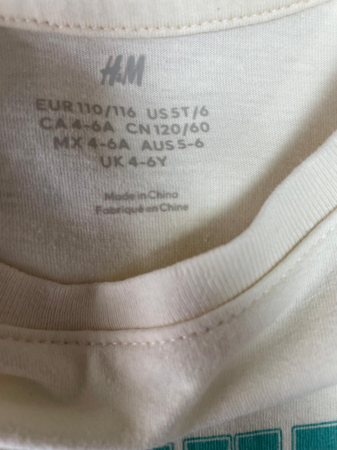 H&M
EUR 110/116 US 5T/6
CA 4-6A CN 120/60
MX 4-6A AUS 5-6
UK 4-6Y
Made in China
Fabriqué en Chine